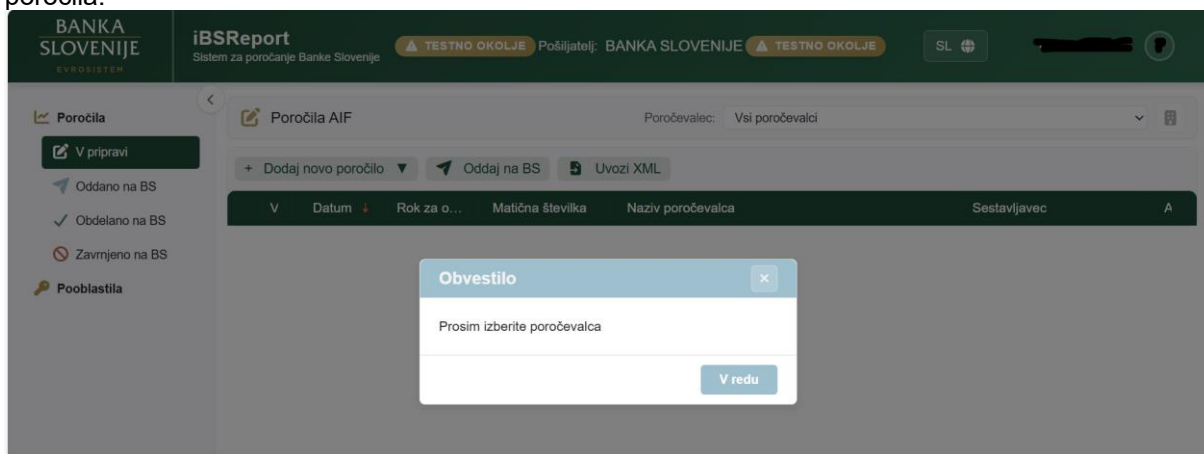 poročila.
BANKA
SLOVENIJE
EVROSISTEM
iBSReport
Sistem za poročanje Banke Slovenije
TESTNO OKOLJE
Pošiljatelj: BANKA SLOVENIJE
TESTNO OKOLJE
SL
Poročila
V pripravi
Oddano na BS
Obdelano na BS
Zavrnjeno na BS
Pooblastila
Poročila AIF
Poročevalec: Vsi poročevalci
+ Dodaj novo poročilo ▼ Oddaj na BS Uvozi XML
V Datum ↓ Rok za o... Matična številka Naziv poročevalca Sestavljavec A
Obvestilo
Prosim izberite poročevalca
V redu